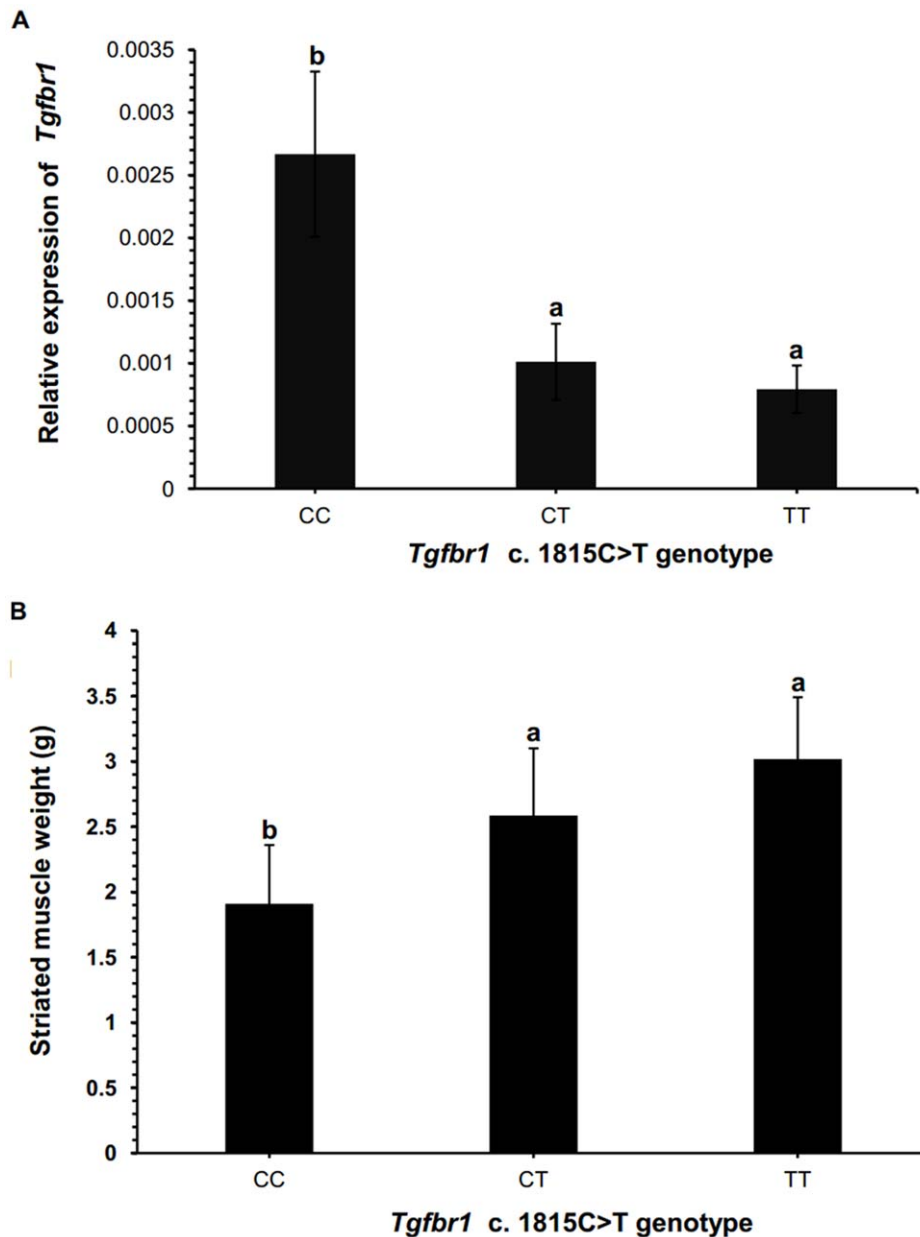 A
Relative expression of Tgfbr1
0.0035
0.003
0.0025
0.002
0.0015
0.001
0.0005
0
b
a
a
CC CT TT
Tgfbr1 c. 1815C>T genotype
B
Striated muscle weight (g)
4
3.5
3
2.5
2
1.5
1
0.5
0
b
a
a
CC CT TT
Tgfbr1 c. 1815C>T genotype